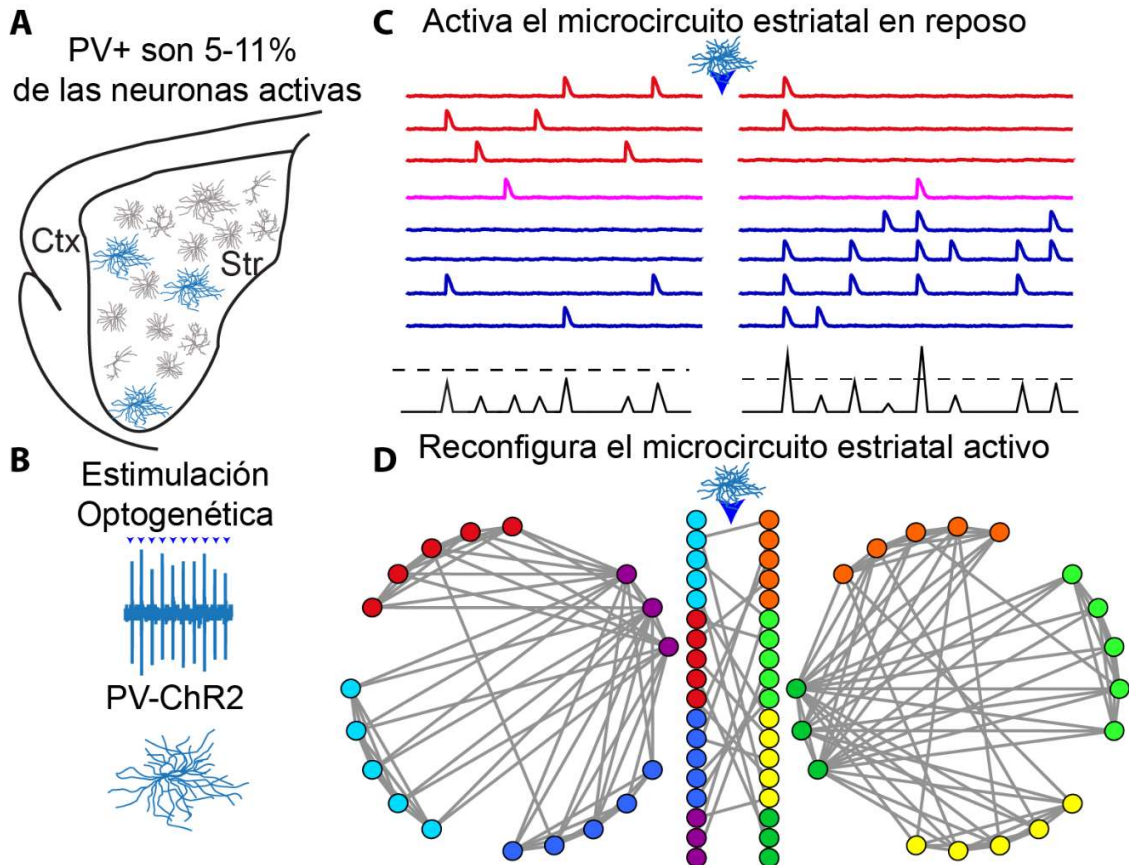 A
PV+ son 5-11%
de las neuronas activas
Ctx
Str
B
Estimulación
Optogenética
PV-ChR2
C
Activa el microcircuito estriatal en reposo
D
Reconfigura el microcircuito estriatal activo